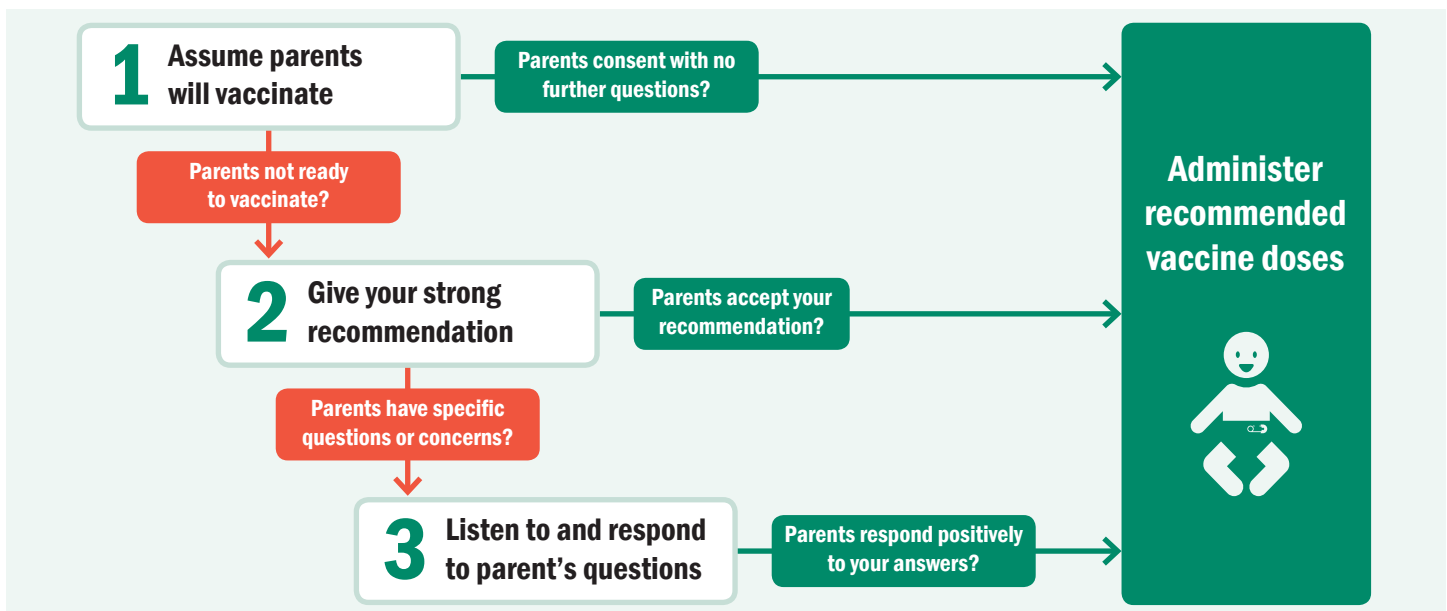 1
Assume parents
will vaccinate
Parents consent with no
further questions?
Parents not ready
to vaccinate?
2
Give your strong
recommendation
Parents accept your
recommendation?
Parents have specific
questions or concerns?
3
Listen to and respond
to parent’s questions
Parents respond positively
to your answers?
Administer
recommended
vaccine doses